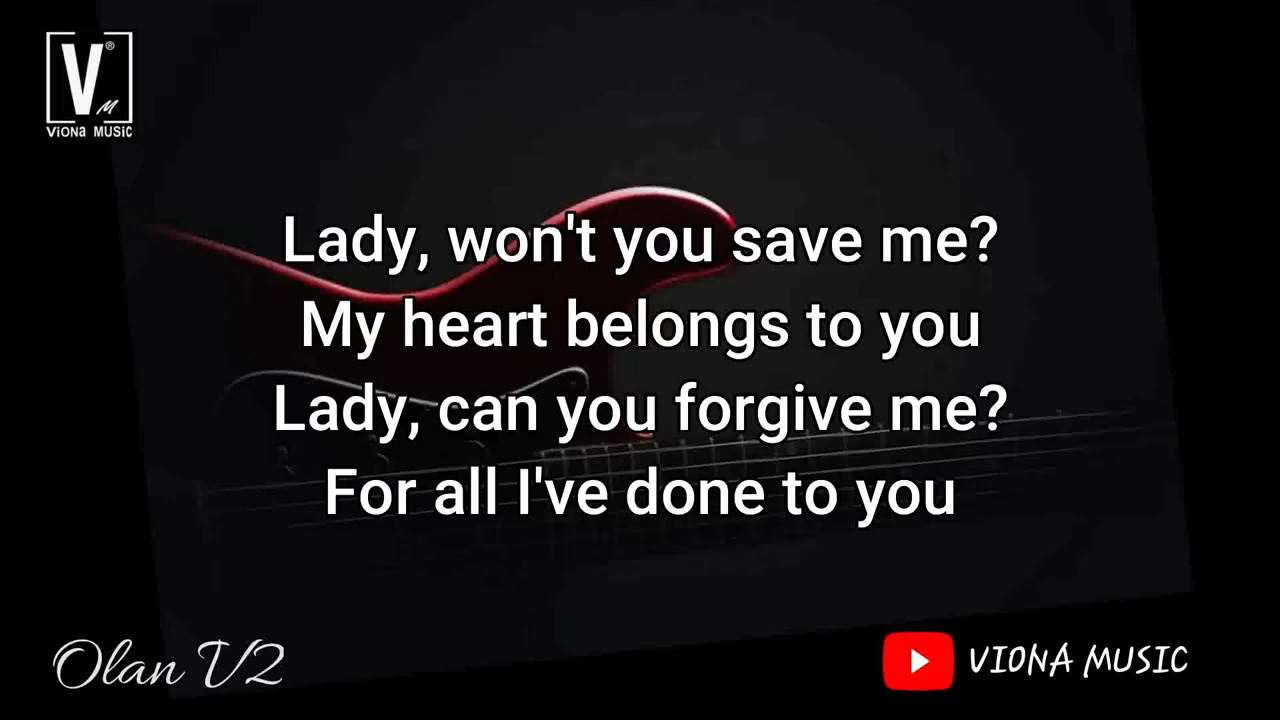 V®
M
ViONa MUSiC
Lady, won't you save me?
My heart belongs to you
Lady, can you forgive me?
For all I've done to you
Olan V2
VIONA MUSIC